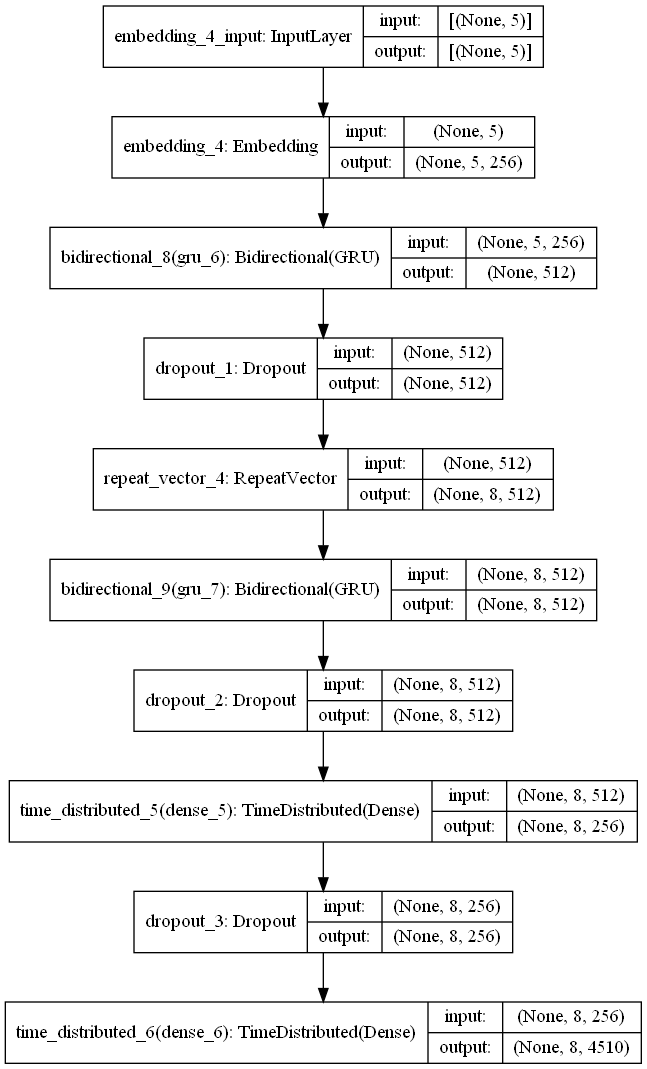 embedding_4_input: InputLayer
input: [(None, 5)]
output: [(None, 5)]
embedding_4: Embedding
input: (None, 5)
output: (None, 5, 256)
bidirectional_8(gru_6): Bidirectional(GRU)
input: (None, 5, 256)
output: (None, 512)
dropout_1: Dropout
input: (None, 512)
output: (None, 512)
repeat_vector_4: RepeatVector
input: (None, 512)
output: (None, 8, 512)
bidirectional_9(gru_7): Bidirectional(GRU)
input: (None, 8, 512)
output: (None, 8, 512)
dropout_2: Dropout
input: (None, 8, 512)
output: (None, 8, 512)
time_distributed_5(dense_5): TimeDistributed(Dense)
input: (None, 8, 512)
output: (None, 8, 256)
dropout_3: Dropout
input: (None, 8, 256)
output: (None, 8, 256)
time_distributed_6(dense_6): TimeDistributed(Dense)
input: (None, 8, 256)
output: (None, 8, 4510)